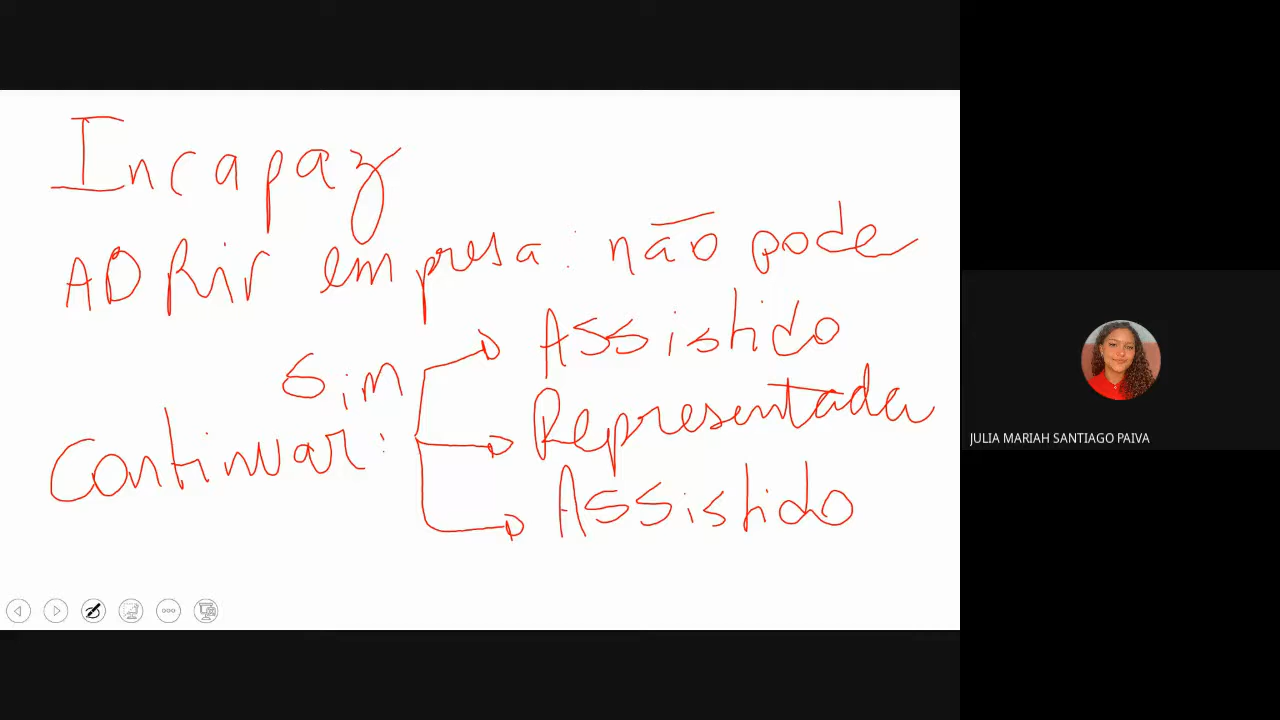 Incapaz
ABRir empresa: não pode
Assistido
sim
Representada
Continuar:
Assistido
JULIA MARIAH SANTIAGO PAIVA